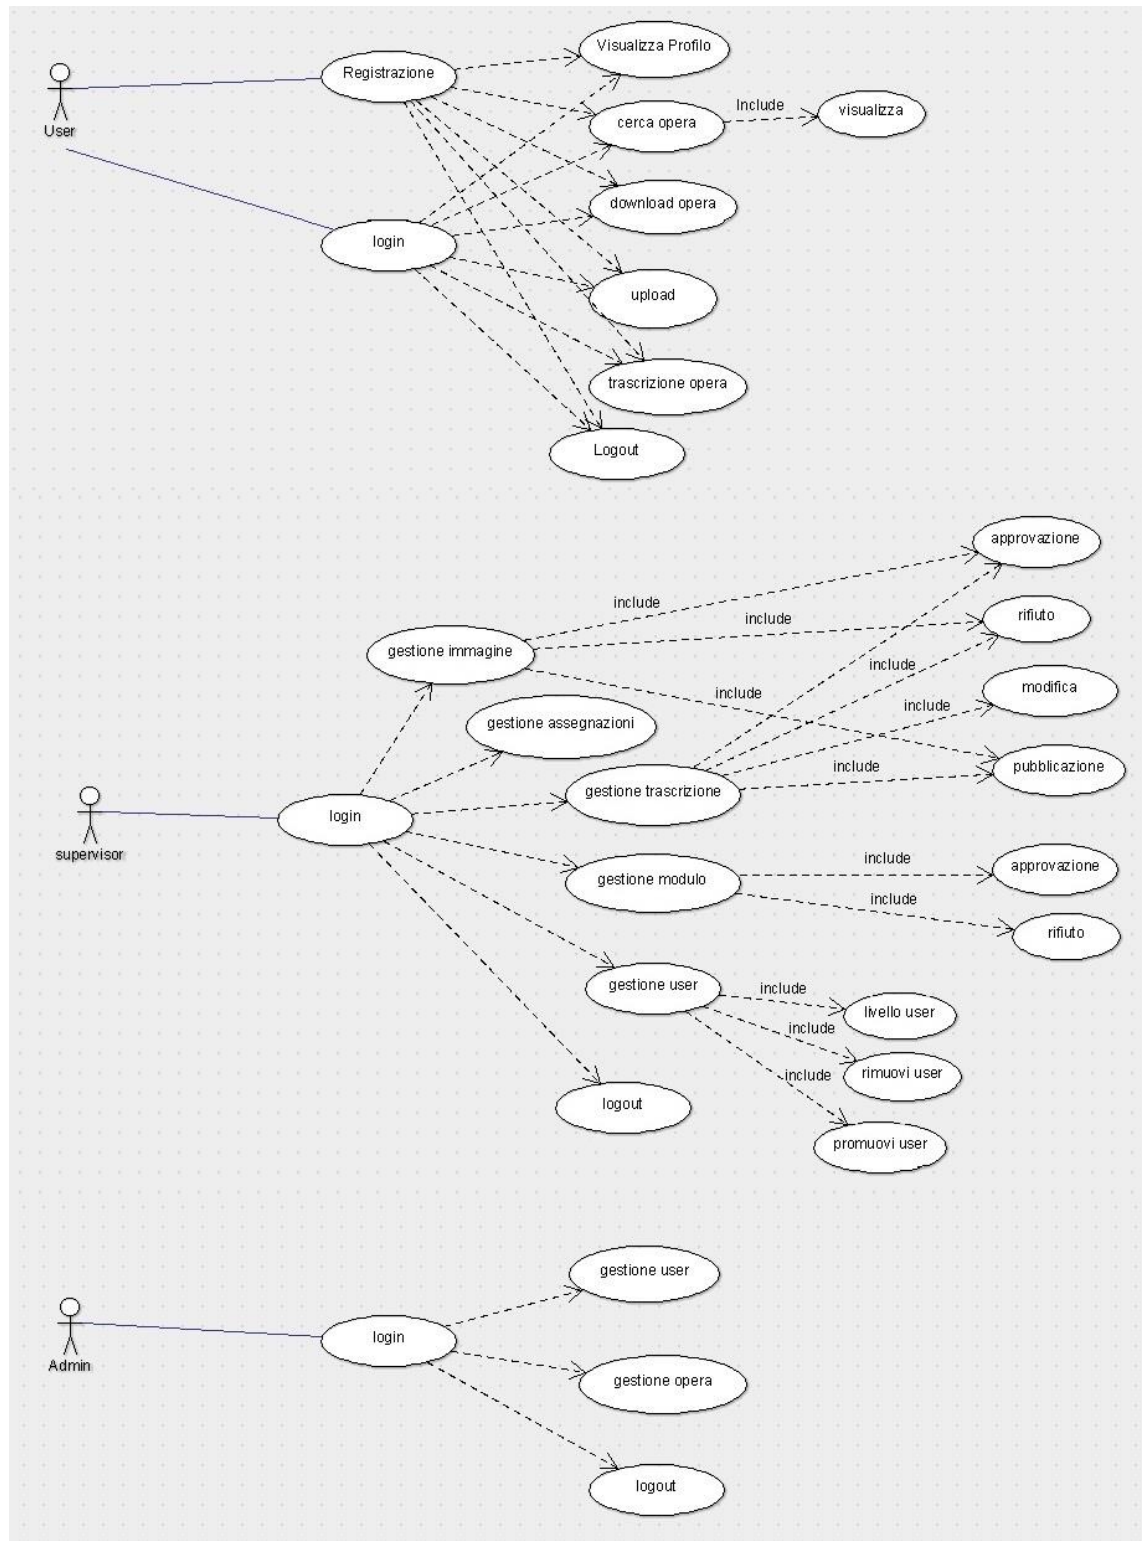 Visualizza Profilo
Registrazione
User
cerca opera
Include
visualizza
download opera
login
upload
trascrizione opera
Logout
approvazione
include
rifiuto
include
gestione immagine
include
modifica
include
include
gestione assegnazioni
pubblicazione
include
gestione trascrizione
supervisor
login
include
approvazione
gestione modulo
include
rifiuto
gestione user
include
livello user
include
rimuovi user
include
logout
promuovi user
gestione user
Admin
login
gestione opera
logout